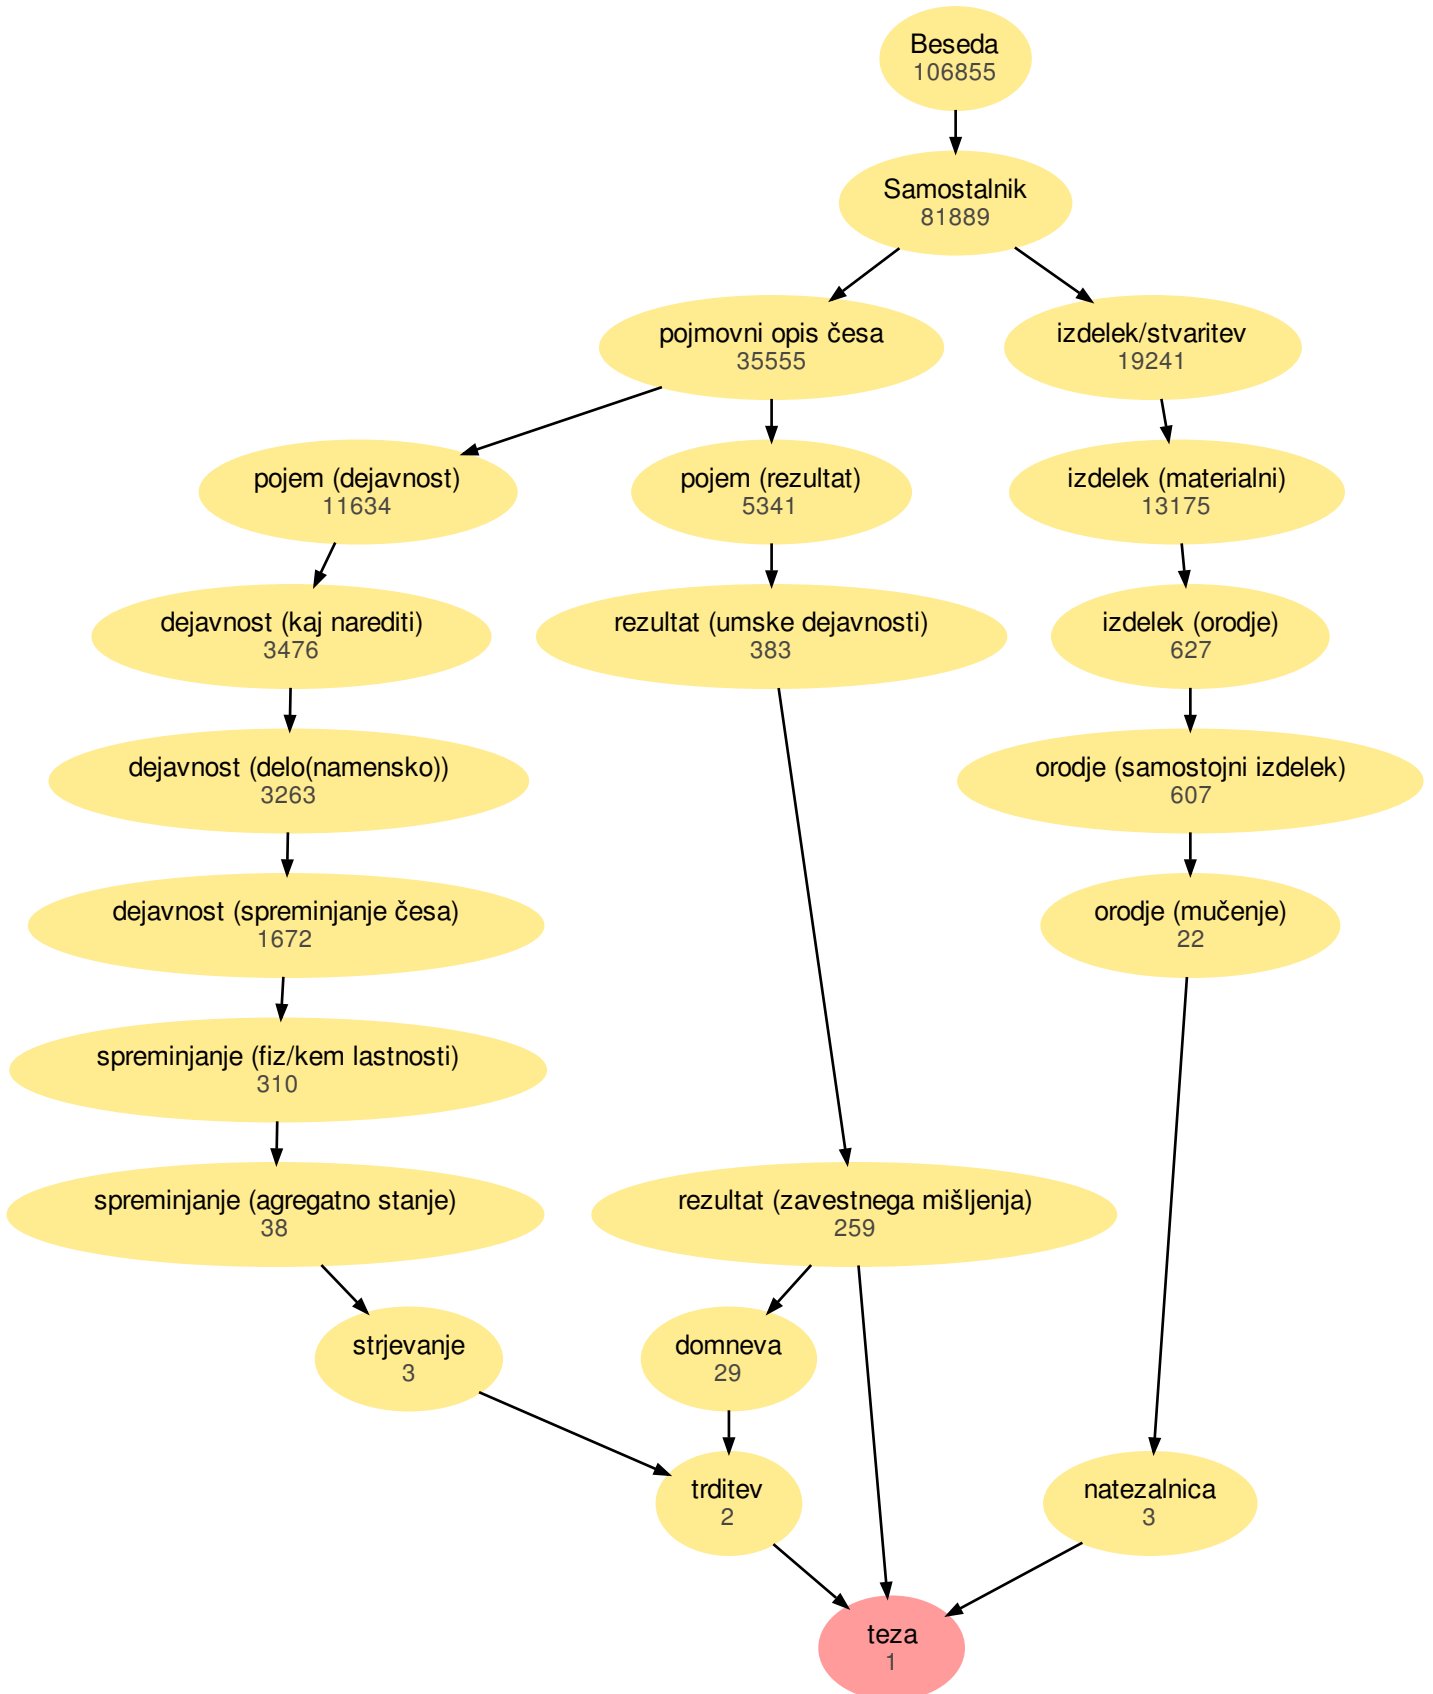 Beseda
106855
Samostalnik
81889
pojmovni opis česa
35555
izdelek/stvaritev
19241
pojem (dejavnost)
11634
pojem (rezultat)
5341
izdelek (materialni)
13175
dejavnost (kaj narediti)
3476
rezultat (umske dejavnosti)
383
izdelek (orodje)
627
dejavnost (delo(namensko))
3263
orodje (samostojni izdelek)
607
dejavnost (spreminjanje česa)
1672
orodje (mučenje)
22
spreminjanje (fiz/kem lastnosti)
310
spreminjanje (agregatno stanje)
38
rezultat (zavestnega mišljenja)
259
strjevanje
3
domneva
29
trditev
2
natezalnica
3
teza
1